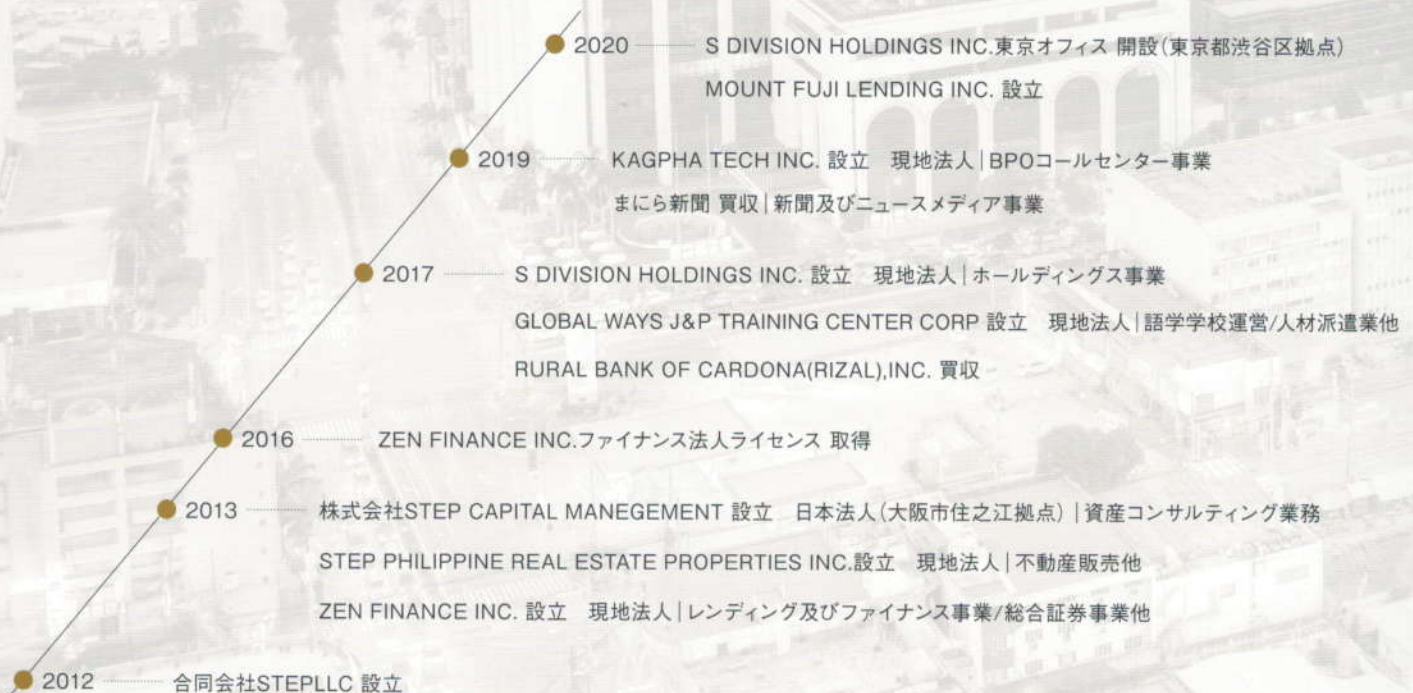 2020 S DIVISION HOLDINGS INC.東京オフィス 開設(東京都渋谷区拠点)
MOUNT FUJI LENDING INC. 設立
2019 KAGPHA TECH INC. 設立 現地法人|BPOコールセンター事業
まにら新聞 買収|新聞及びニュースメディア事業
2017 S DIVISION HOLDINGS INC. 設立 現地法人|ホールディングス事業
GLOBAL WAYS J&P TRAINING CENTER CORP 設立 現地法人|語学学校運営/人材派遣業他
RURAL BANK OF CARDONA(RIZAL),INC. 買収
2016 ZEN FINANCE INC.ファイナンス法人ライセンス 取得
2013 株式会社STEP CAPITAL MANEGEMENT 設立 日本法人(大阪市住之江拠点)|資産コンサルティング業務
STEP PHILIPPINE REAL ESTATE PROPERTIES INC.設立 現地法人|不動産販売他
ZEN FINANCE INC. 設立 現地法人|レンディング及びファイナンス事業/総合証券事業他
2012 合同会社STEPLLC 設立